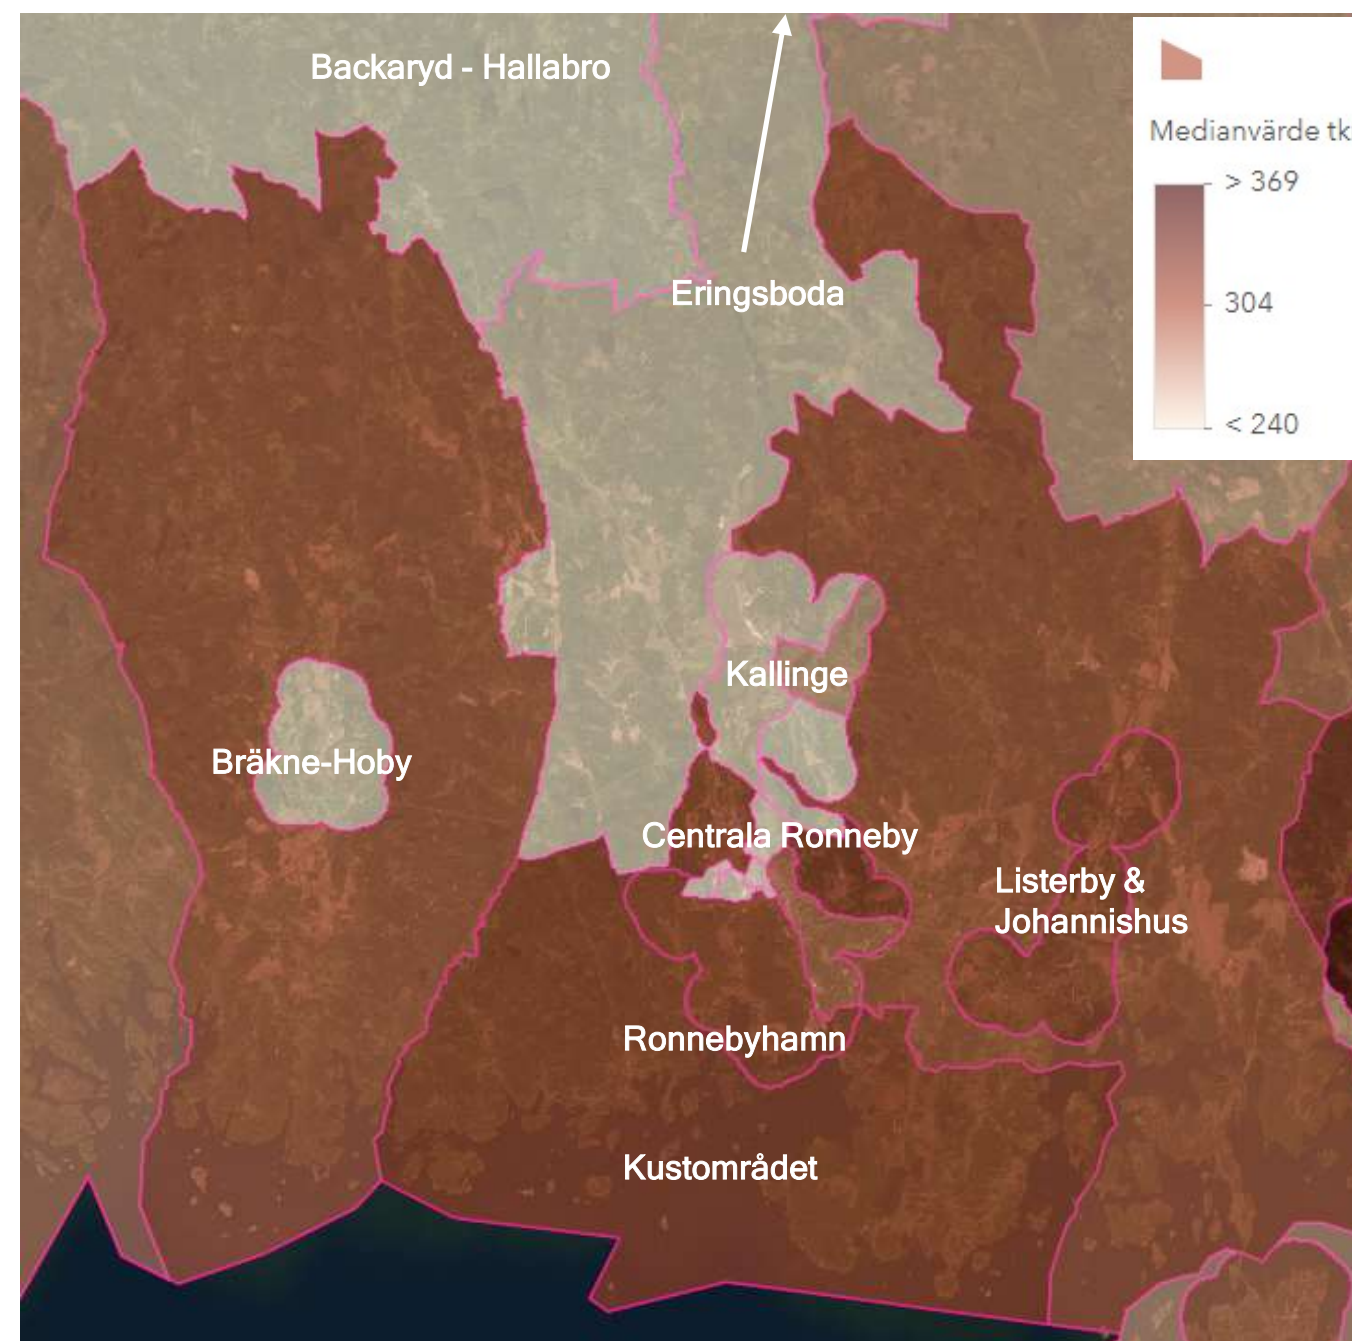 Backaryd - Hallabro
Medianvärde tk
> 369
304
< 240
Eringsboda
Kallinge
Bräkne-Hoby
Centrala Ronneby
Listerby &
Johannishus
Ronnebyhamn
Kustområdet